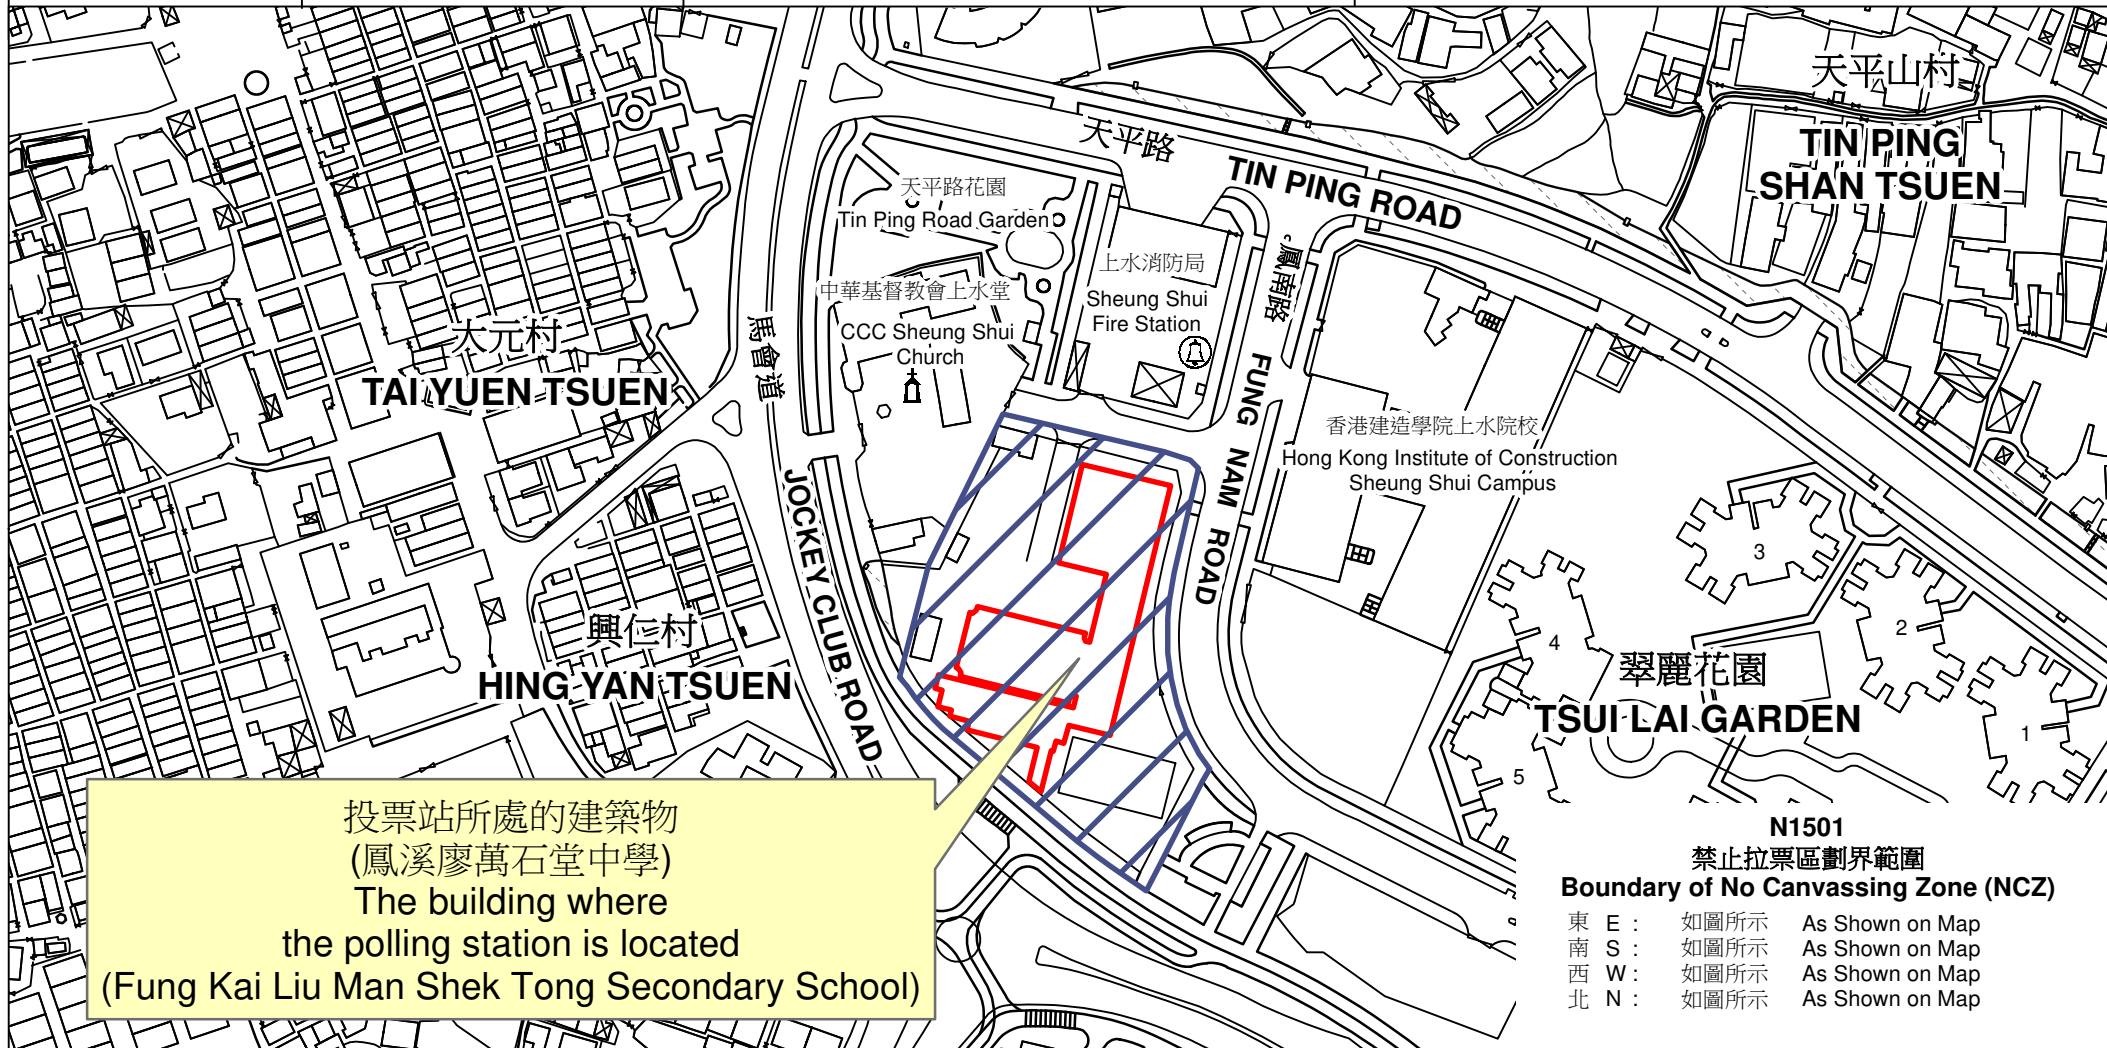 天平山村
TIN PING
SHAN TSUEN
天平路
TIN PING ROAD
天平路花園
Tin Ping Road Garden
上水消防局
Sheung Shui
Fire Station
鳳南路
FUNG NAM ROAD
中華基督教會上水堂
CCC Sheung Shui
Church
馬會道
JOCKEY CLUB ROAD
大元村
TAI YUEN TSUEN
香港建造學院上水院校
Hong Kong Institute of Construction
Sheung Shui Campus
興仁村
HING YAN TSUEN
3
2
4
翠麗花園
TSUI LAI GARDEN
1
5
投票站所處的建築物
(鳳溪廖萬石堂中學)
The building where
the polling station is located
(Fung Kai Liu Man Shek Tong Secondary School)
N1501
禁止拉票區劃界範圍
Boundary of No Canvassing Zone (NCZ)
東 E : 如圖所示 As Shown on Map
南 S : 如圖所示 As Shown on Map
西 W : 如圖所示 As Shown on Map
北 N : 如圖所示 As Shown on Map